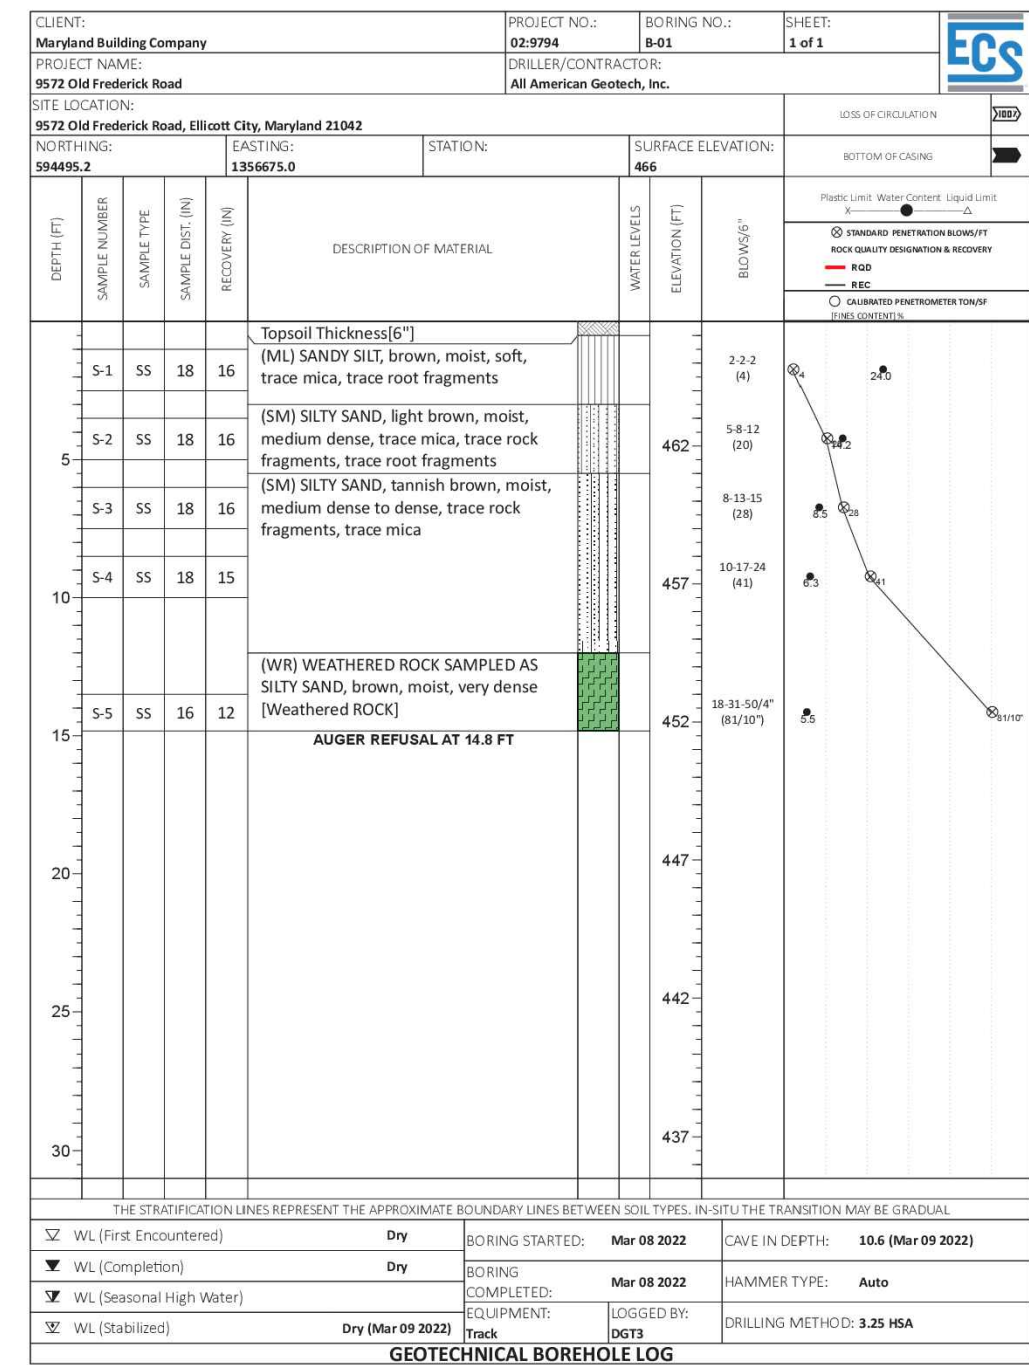 CLIENT:
Maryland Building Company
PROJECT NO.:
02:9794
BORING NO.:
B-01
SHEET:
1 of 1
ECS
PROJECT NAME:
9572 Old Frederick Road
DRILLER/CONTRACTOR:
All American Geotech, Inc.
SITE LOCATION:
9572 Old Frederick Road, Ellicott City, Maryland 21042
LOSS OF CIRCULATION
100%
NORTHING:
594495.2
EASTING:
1356675.0
STATION:
SURFACE ELEVATION:
466
BOTTOM OF CASING
DEPTH (FT)
SAMPLE NUMBER
SAMPLE TYPE
SAMPLE DIST. (IN)
RECOVERY (IN)
DESCRIPTION OF MATERIAL
WATER LEVELS
ELEVATION (FT)
BLOWS/6"
Plastic Limit Water Content Liquid Limit
X
STANDARD PENETRATION BLOWS/FT
ROCK QUALITY DESIGNATION & RECOVERY
RQD
REC
CALIBRATED PENETROMETER TON/SF
[FINES CONTENT] %
Topsoil Thickness[6"]
S-1 SS 18 16
(ML) SANDY SILT, brown, moist, soft,
trace mica, trace root fragments
2-2-2
(4)
4
24.0
S-2 SS 18 16
(SM) SILTY SAND, light brown, moist,
medium dense, trace mica, trace rock
fragments, trace root fragments
462
5-8-12
(20)
5
S-3 SS 18 16
(SM) SILTY SAND, tannish brown, moist,
medium dense to dense, trace rock
fragments, trace mica
8-13-15
(28)
8.5
28
S-4 SS 18 15
457
10-17-24
(41)
6.3
41
10
(WR) WEATHERED ROCK SAMPLED AS
SILTY SAND, brown, moist, very dense
[Weathered ROCK]
S-5 SS 16 12
452
18-31-50/4"
(81/10")
5.5
81/10"
15
AUGER REFUSAL AT 14.8 FT
447
20
442
25
437
30
THE STRATIFICATION LINES REPRESENT THE APPROXIMATE BOUNDARY LINES BETWEEN SOIL TYPES. IN-SITU THE TRANSITION MAY BE GRADUAL
WL (First Encountered) Dry
BORING STARTED: Mar 08 2022
CAVE IN DEPTH: 10.6 (Mar 09 2022)
WL (Completion) Dry
BORING
COMPLETED: Mar 08 2022
HAMMER TYPE: Auto
WL (Seasonal High Water)
EQUIPMENT:
Track
LOGGED BY:
DGT3
DRILLING METHOD: 3.25 HSA
WL (Stabilized) Dry (Mar 09 2022)
GEOTECHNICAL BOREHOLE LOG